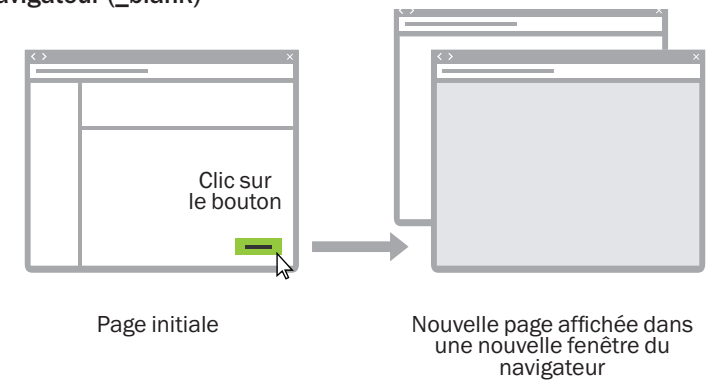 navigateur (_blank)
Clic sur
le bouton
Page initiale
Nouvelle page affichée dans
une nouvelle fenêtre du
navigateur